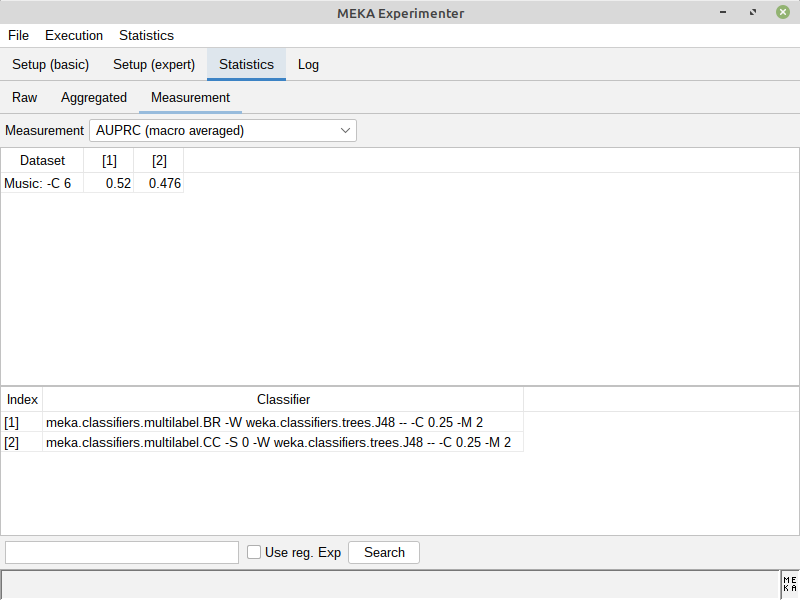 MEKA Experimenter
File Execution Statistics
Setup (basic) Setup (expert) Statistics Log
Raw Aggregated Measurement
Measurement AUPRC (macro averaged)
Dataset [1] [2]
Music: -C 6 0.52 0.476
Index Classifier
[1] meka.classifiers.multilabel.BR -W weka.classifiers.trees.J48 -- -C 0.25 -M 2
[2] meka.classifiers.multilabel.CC -S 0 -W weka.classifiers.trees.J48 -- -C 0.25 -M 2
Use reg. Exp Search
ME
KA